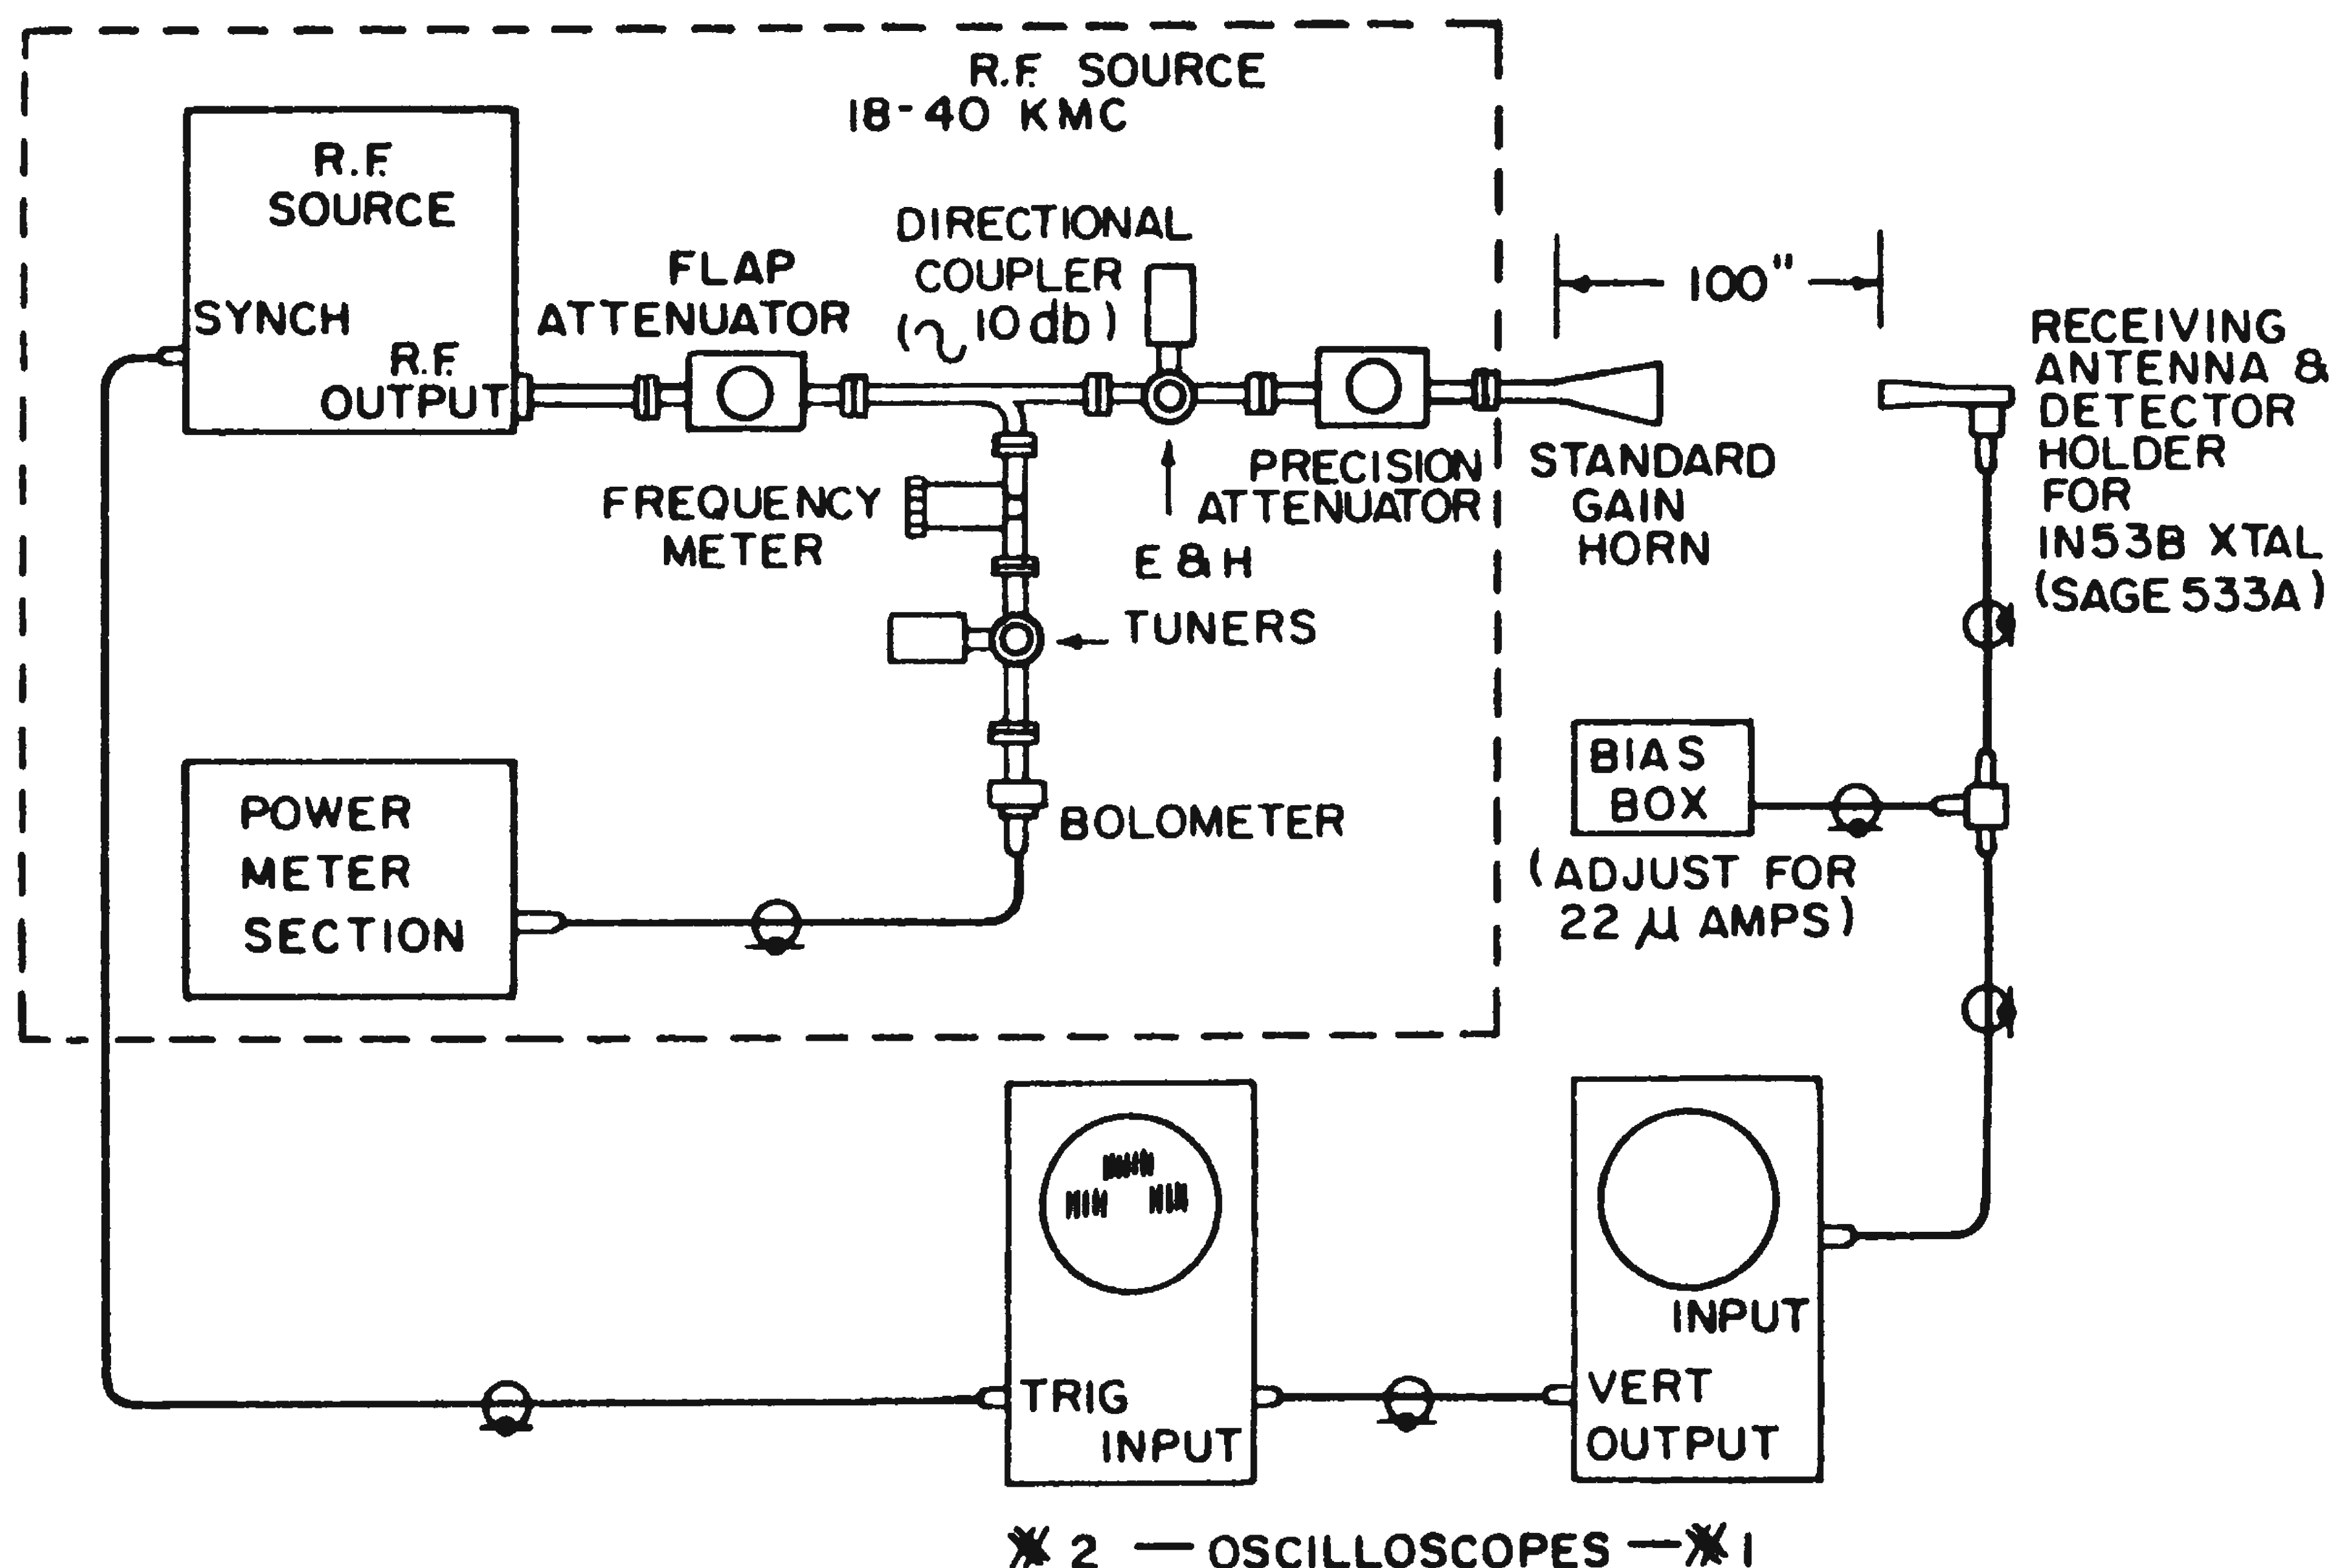 R.F. SOURCE
18-40 KMC
R.F.
SOURCE
SYNCH
R.F.
OUTPUT
FLAP
ATTENUATOR
DIRECTIONAL
COUPLER
(~10db)
100"
RECEIVING
ANTENNA &
DETECTOR
HOLDER
FOR
IN53B XTAL
(SAGE 533A)
FREQUENCY
METER
PRECISION
ATTENUATOR
STANDARD
GAIN
HORN
E & H
TUNERS
POWER
METER
SECTION
BOLOMETER
BIAS
BOX
(ADJUST FOR
22 μ AMPS)
TRIG
INPUT
INPUT
VERT
OUTPUT
# 2 — OSCILLOSCOPES — # 1